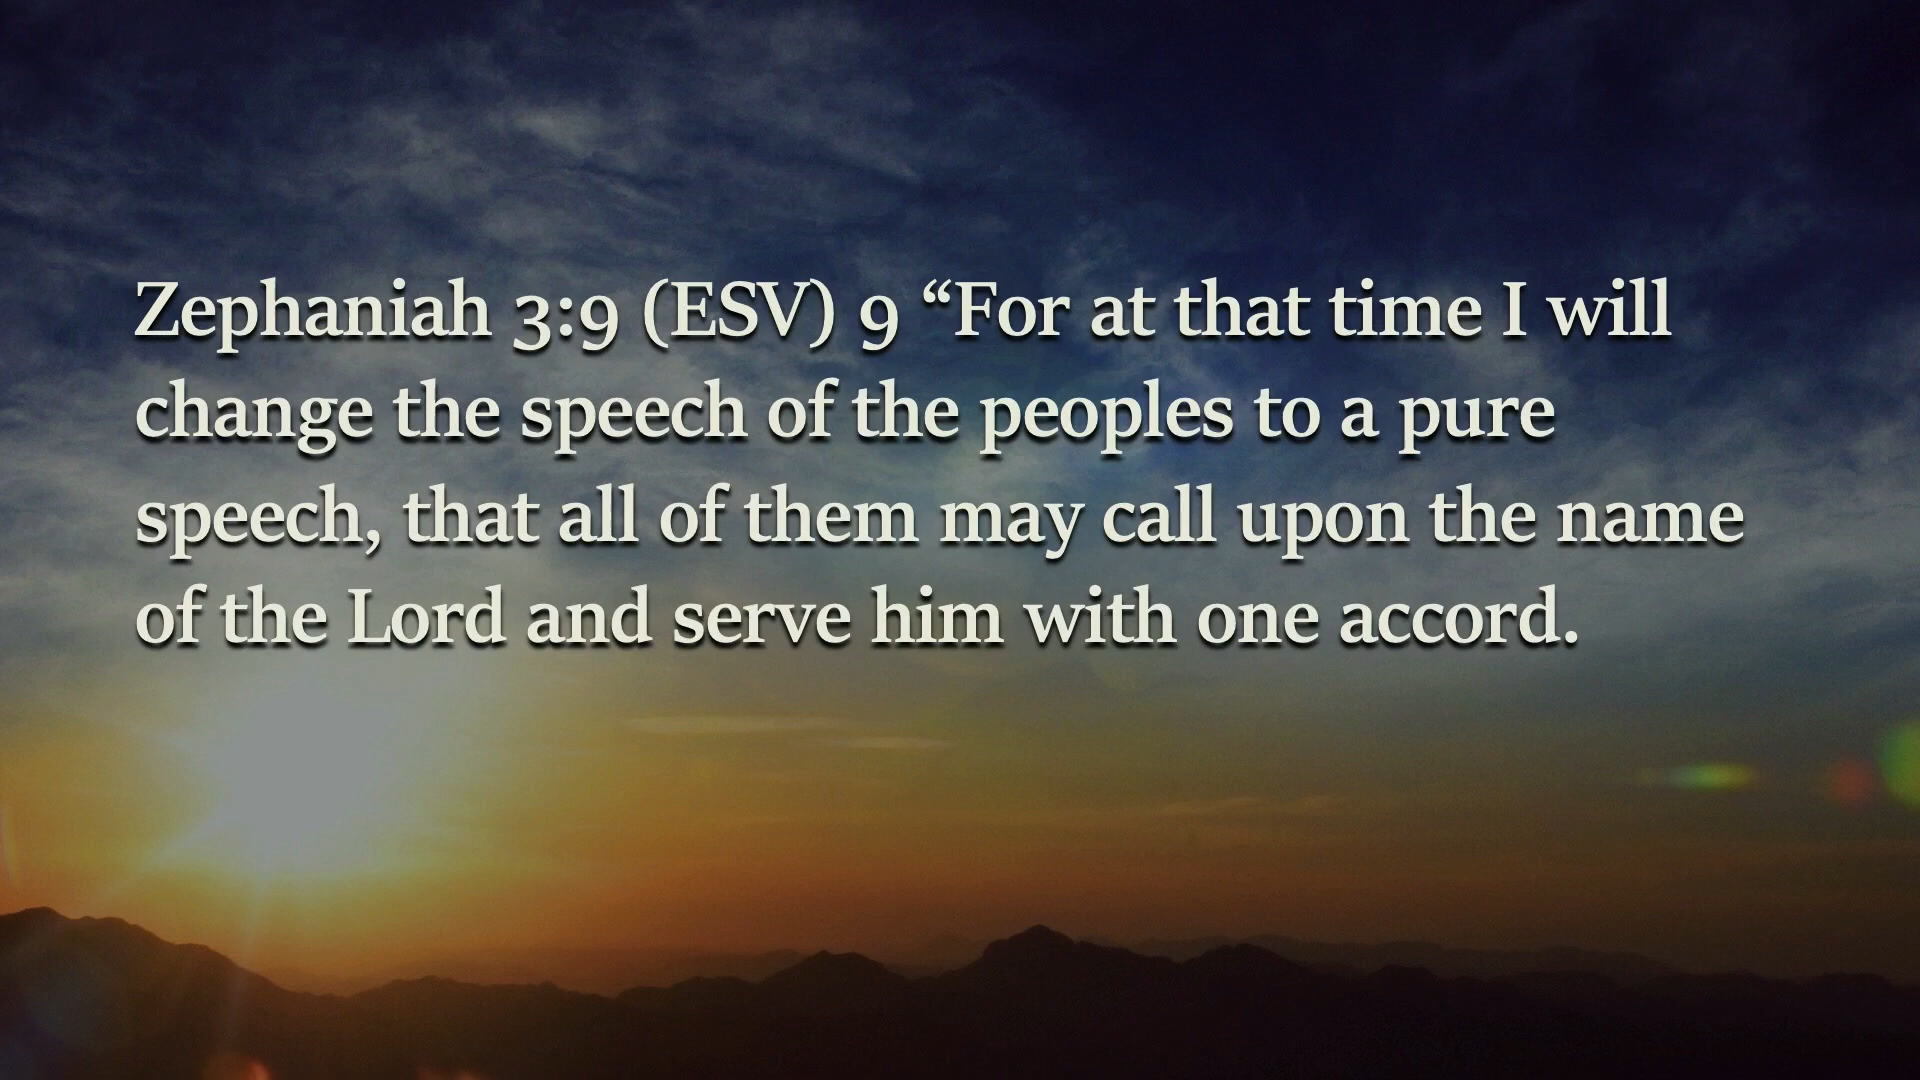 Zephaniah 3:9 (ESV) 9 “For at that time I will
change the speech of the peoples to a pure
speech, that all of them may call upon the name
of the Lord and serve him with one accord.